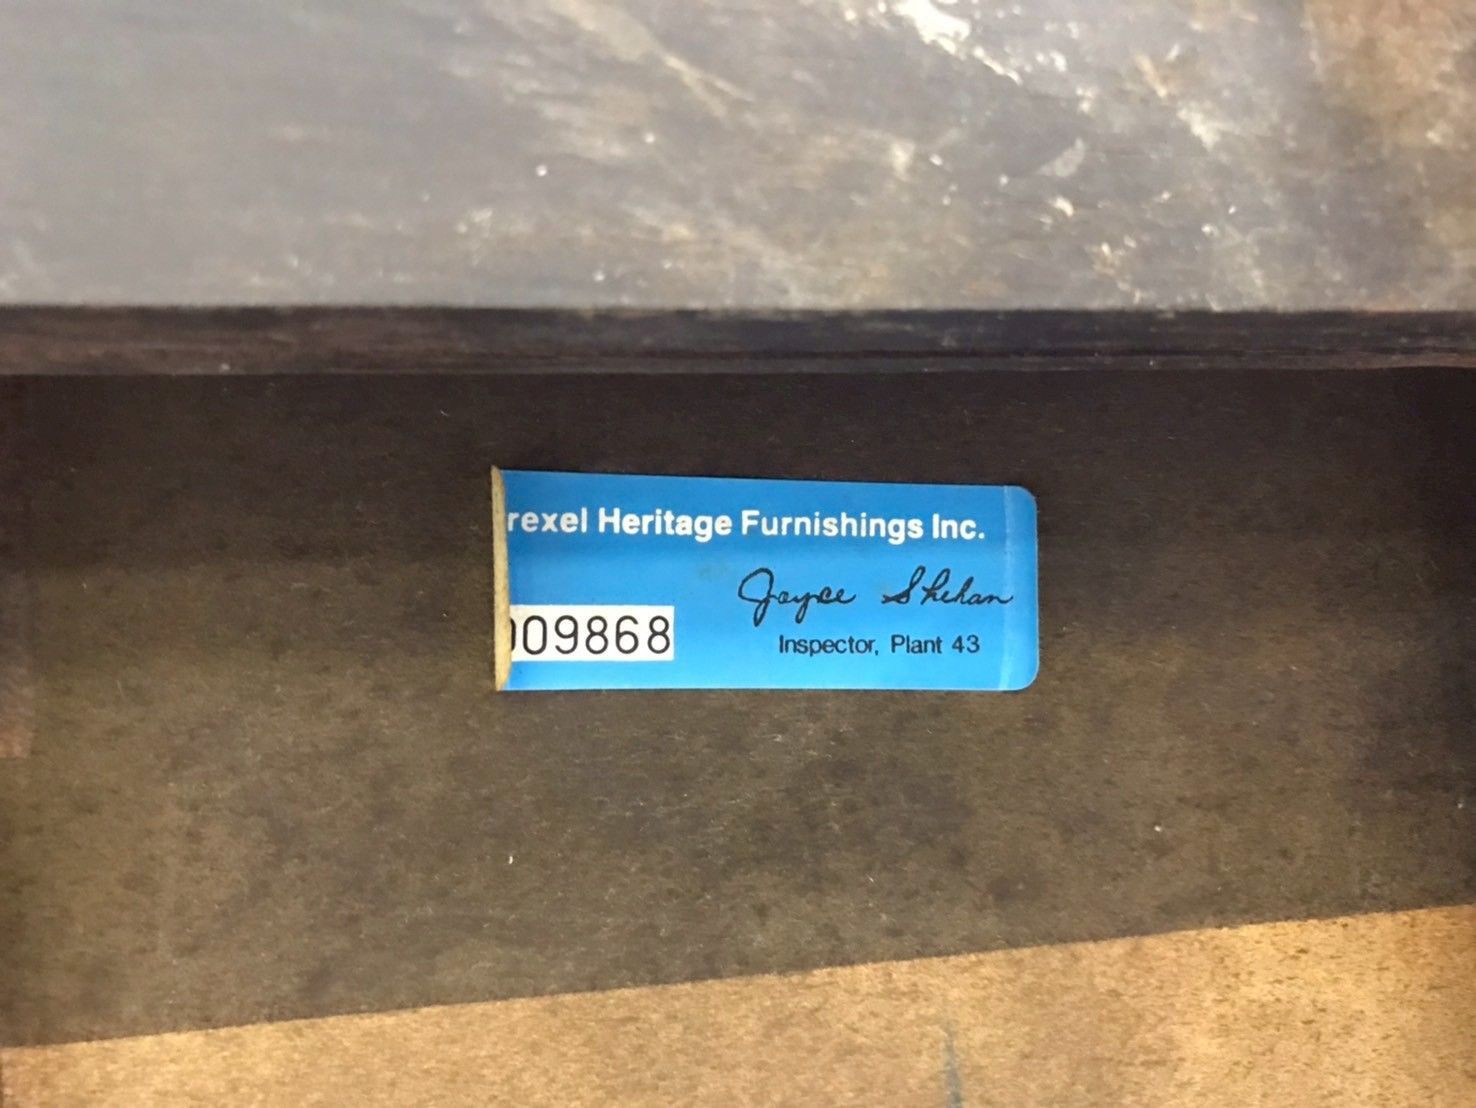 rexel Heritage Furnishings Inc.
Joyce Shehan
009868
Inspector, Plant 43